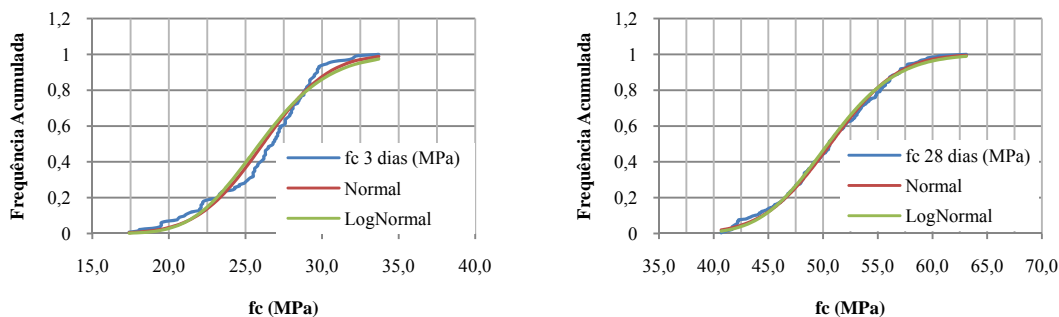 Frequência Acumulada
1,2
1
0,8
0,6
0,4
0,2
0
fc 3 dias (MPa)
Normal
LogNormal
15,0 20,0 25,0 30,0 35,0 40,0
fc (MPa)
Frequência Acumulada
1,2
1
0,8
0,6
0,4
0,2
0
fc 28 dias (MPa)
Normal
LogNormal
35,0 40,0 45,0 50,0 55,0 60,0 65,0 70,0
fc (MPa)